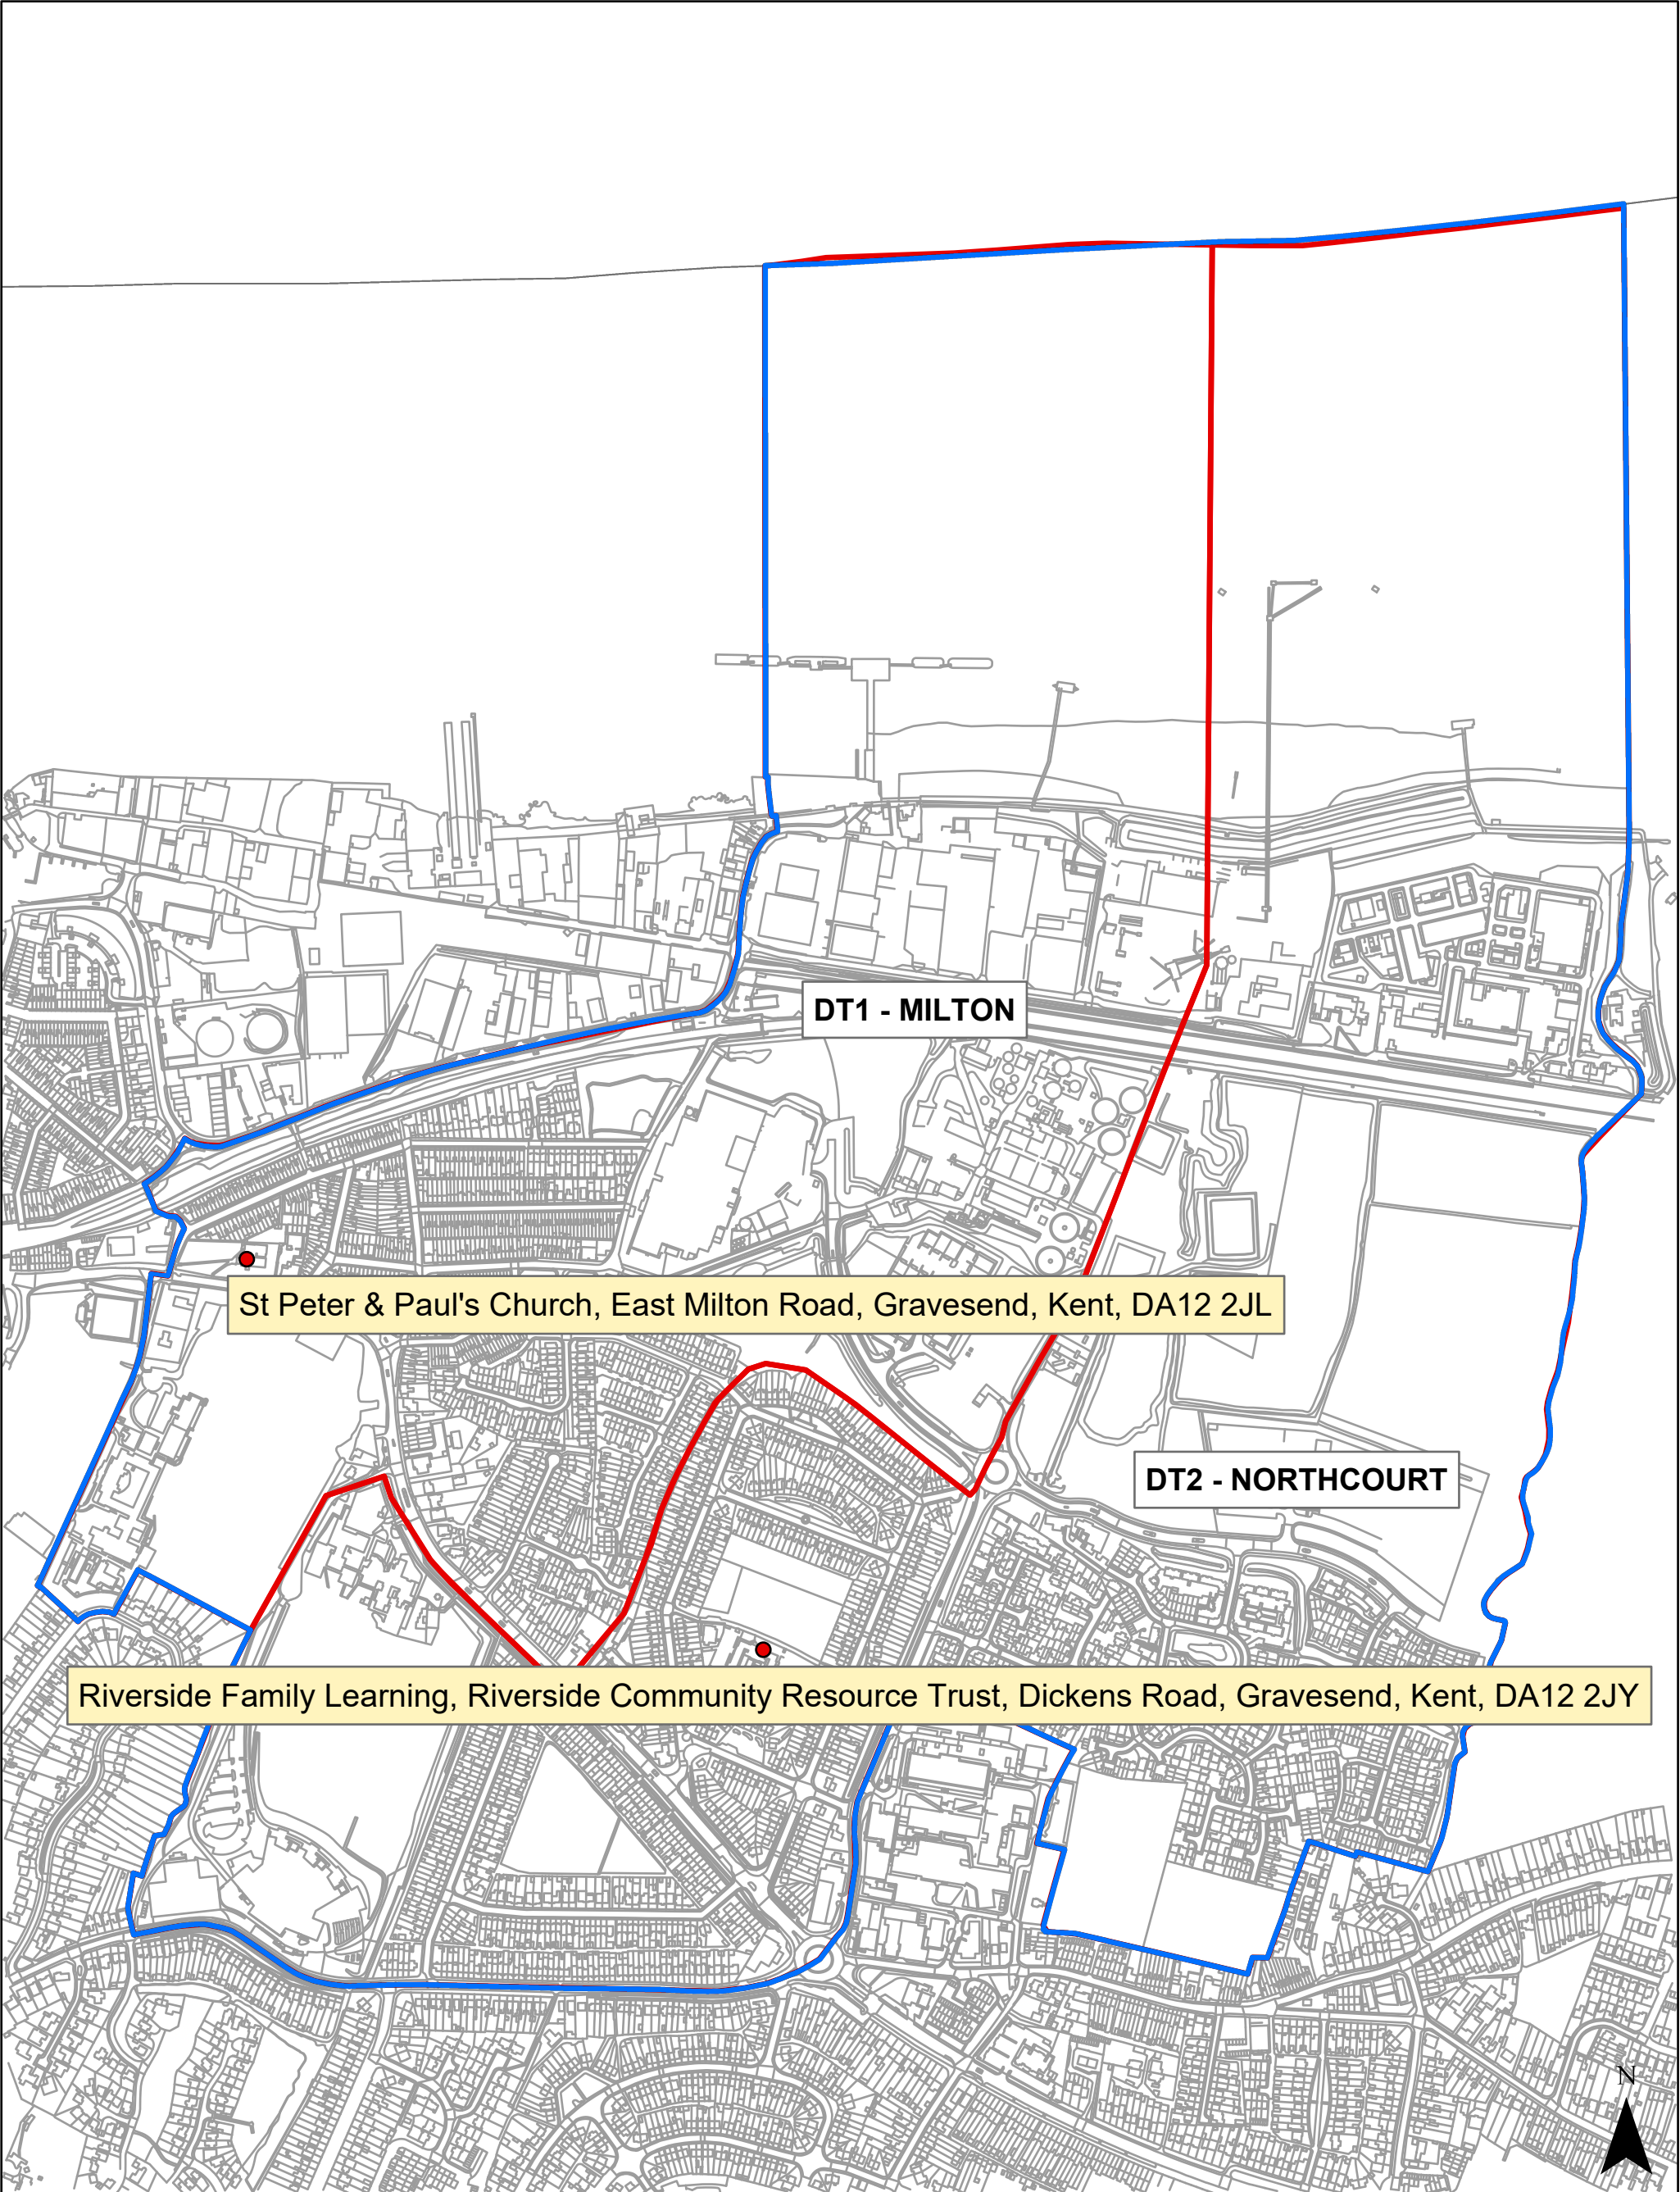 DT1 - MILTON
St Peter & Paul's Church, East Milton Road, Gravesend, Kent, DA12 2JL
DT2 - NORTHCOURT
Riverside Family Learning, Riverside Community Resource Trust, Dickens Road, Gravesend, Kent, DA12 2JY
N